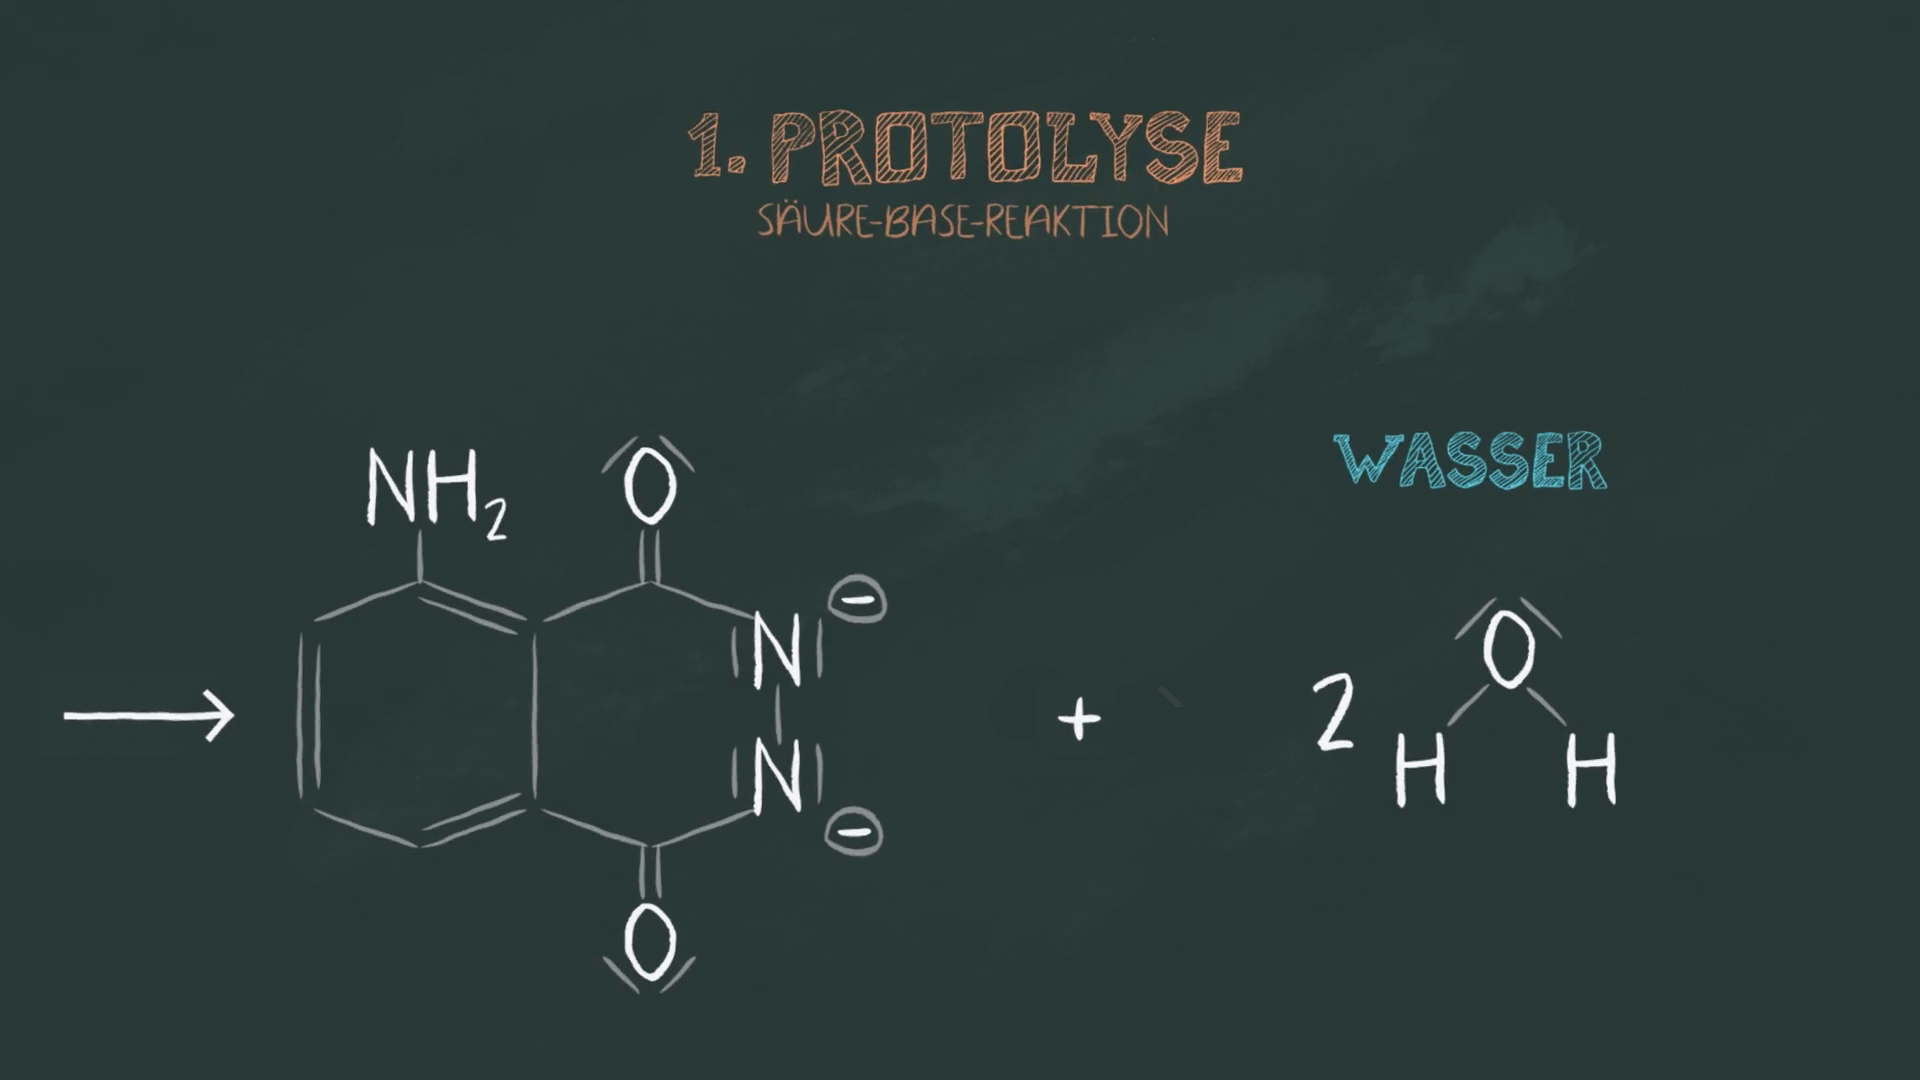 1. PROTOLYSE
SÄURE-BASE-REAKTION
WASSER
NH₂ O
N ⊖
N ⊖
O
+
2 O
H H